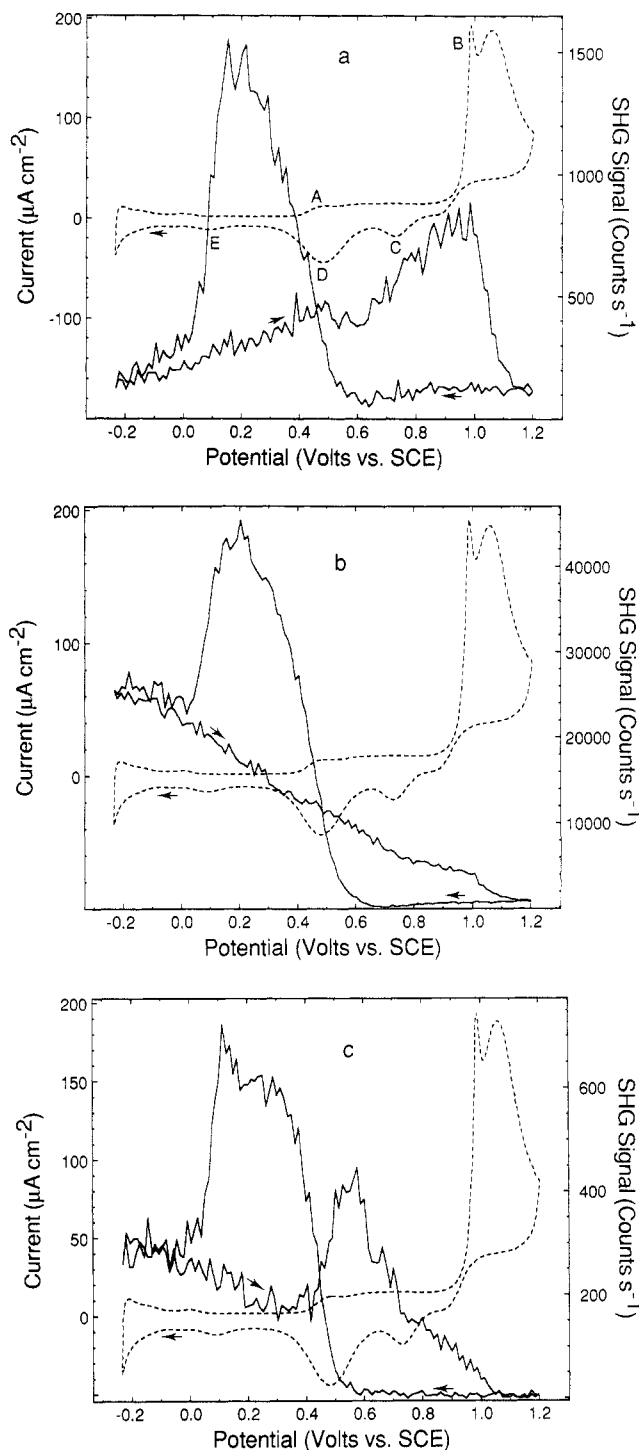 a
A
B
C
D
E
200
100
0
-100
Current (μA cm⁻²)
1500
1000
500
SHG Signal (Counts s⁻¹)
-0.2 0.0 0.2 0.4 0.6 0.8 1.0 1.2
Potential (Volts vs. SCE)
b
200
100
0
Current (μA cm⁻²)
40000
30000
20000
10000
SHG Signal (Counts s⁻¹)
-0.2 0.0 0.2 0.4 0.6 0.8 1.0 1.2
Potential (Volts vs. SCE)
c
200
150
100
50
0
Current (μA cm⁻²)
600
400
200
SHG Signal (Counts s⁻¹)
-0.2 0.0 0.2 0.4 0.6 0.8 1.0 1.2
Potential (Volts vs. SCE)